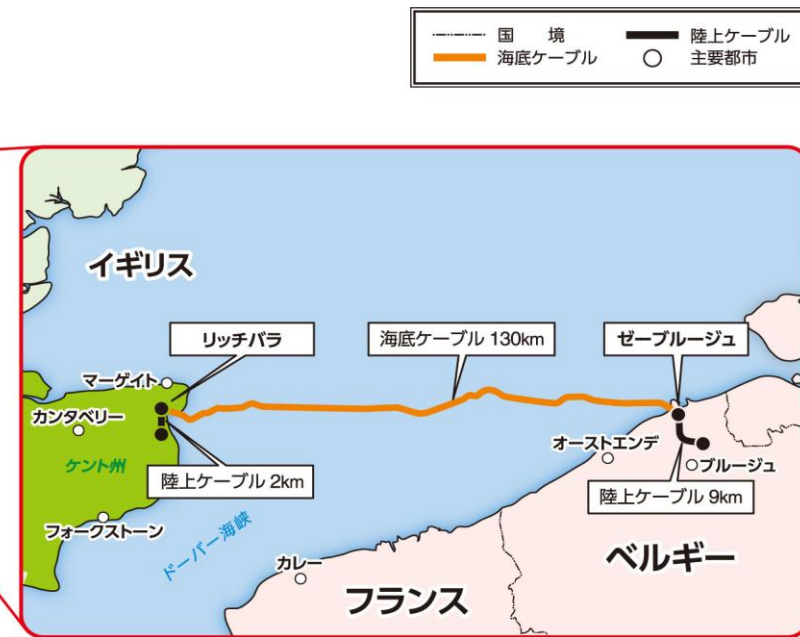 国　境
陸上ケーブル
海底ケーブル
主要都市
イギリス
リッチバラ
海底ケーブル 130km
ゼーブルージュ
マーゲイト
カンタベリー
オーストエンデ
ケント州
陸上ケーブル 2km
ブルージュ
陸上ケーブル 9km
フォークストーン
ドーバー海峡
カレー
ベルギー
フランス